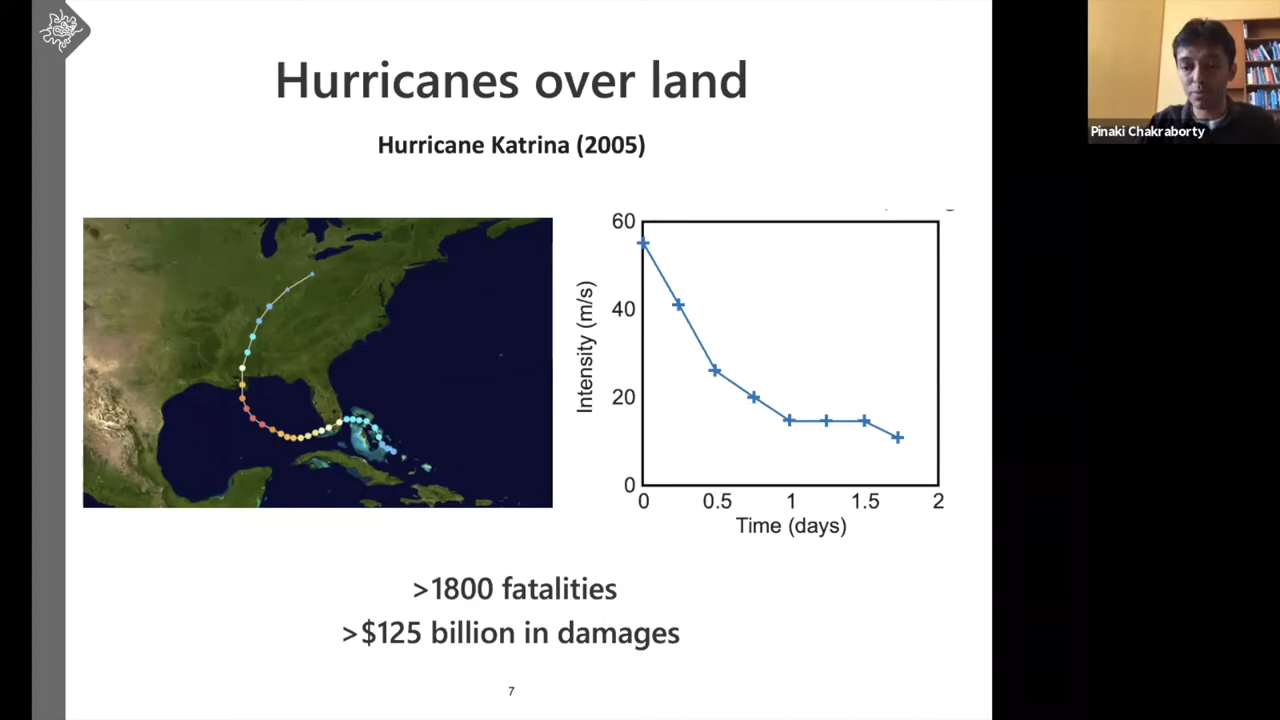 Hurricanes over land
Hurricane Katrina (2005)
60
40
20
0
Intensity (m/s)
0 0.5 1 1.5 2
Time (days)
>1800 fatalities
>$125 billion in damages
7
Pinaki Chakraborty